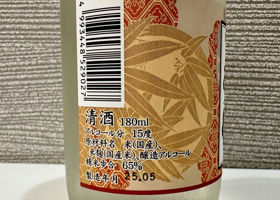 4993448529027
清酒 180ml
アルコール分 15度
原材料名 米(国産)、
米麹(国産米)、醸造アルコール
精米歩合 65%
製造年月 25.05